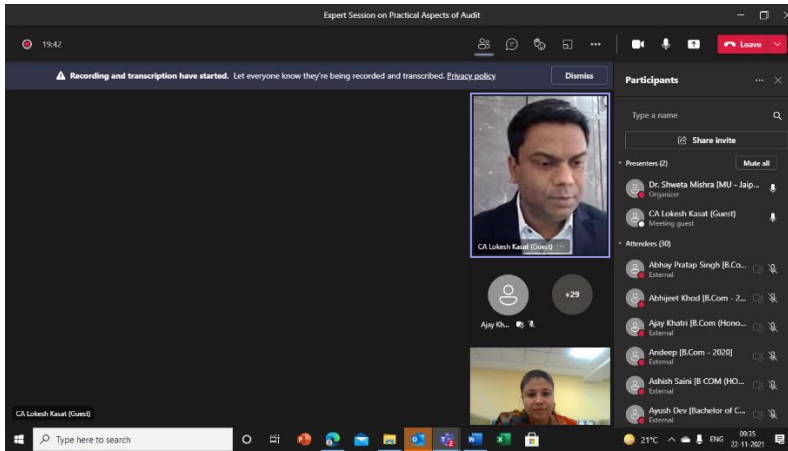 Expert Session on Practical Aspects of Audit
19:42
Leave
Recording and transcription have started. Let everyone know they're being recorded and transcribed. Privacy policy
Dismiss
Participants
Type a name
Share invite
Presenters (2)
Mute all
Dr. Shweta Mishra [MU - Jaip...
Organizer
CA Lokesh Kasat (Guest)
Meeting guest
Attendees (30)
Abhay Pratap Singh [B.Co...
External
Abhijeet Khod [B.Com - 2...
Ajay Khatri [B.Com (Hono...
External
Andeep [B.Com - 2020]
External
Ashish Saini [B COM (HO...
External
Ayush Dev [Bachelor of C...
External
CA Lokesh Kasat (Guest) ...
Ajay Kh...
+29
CA Lokesh Kasat (Guest)
Type here to search
21°C
ENG
09:35
22-11-2021